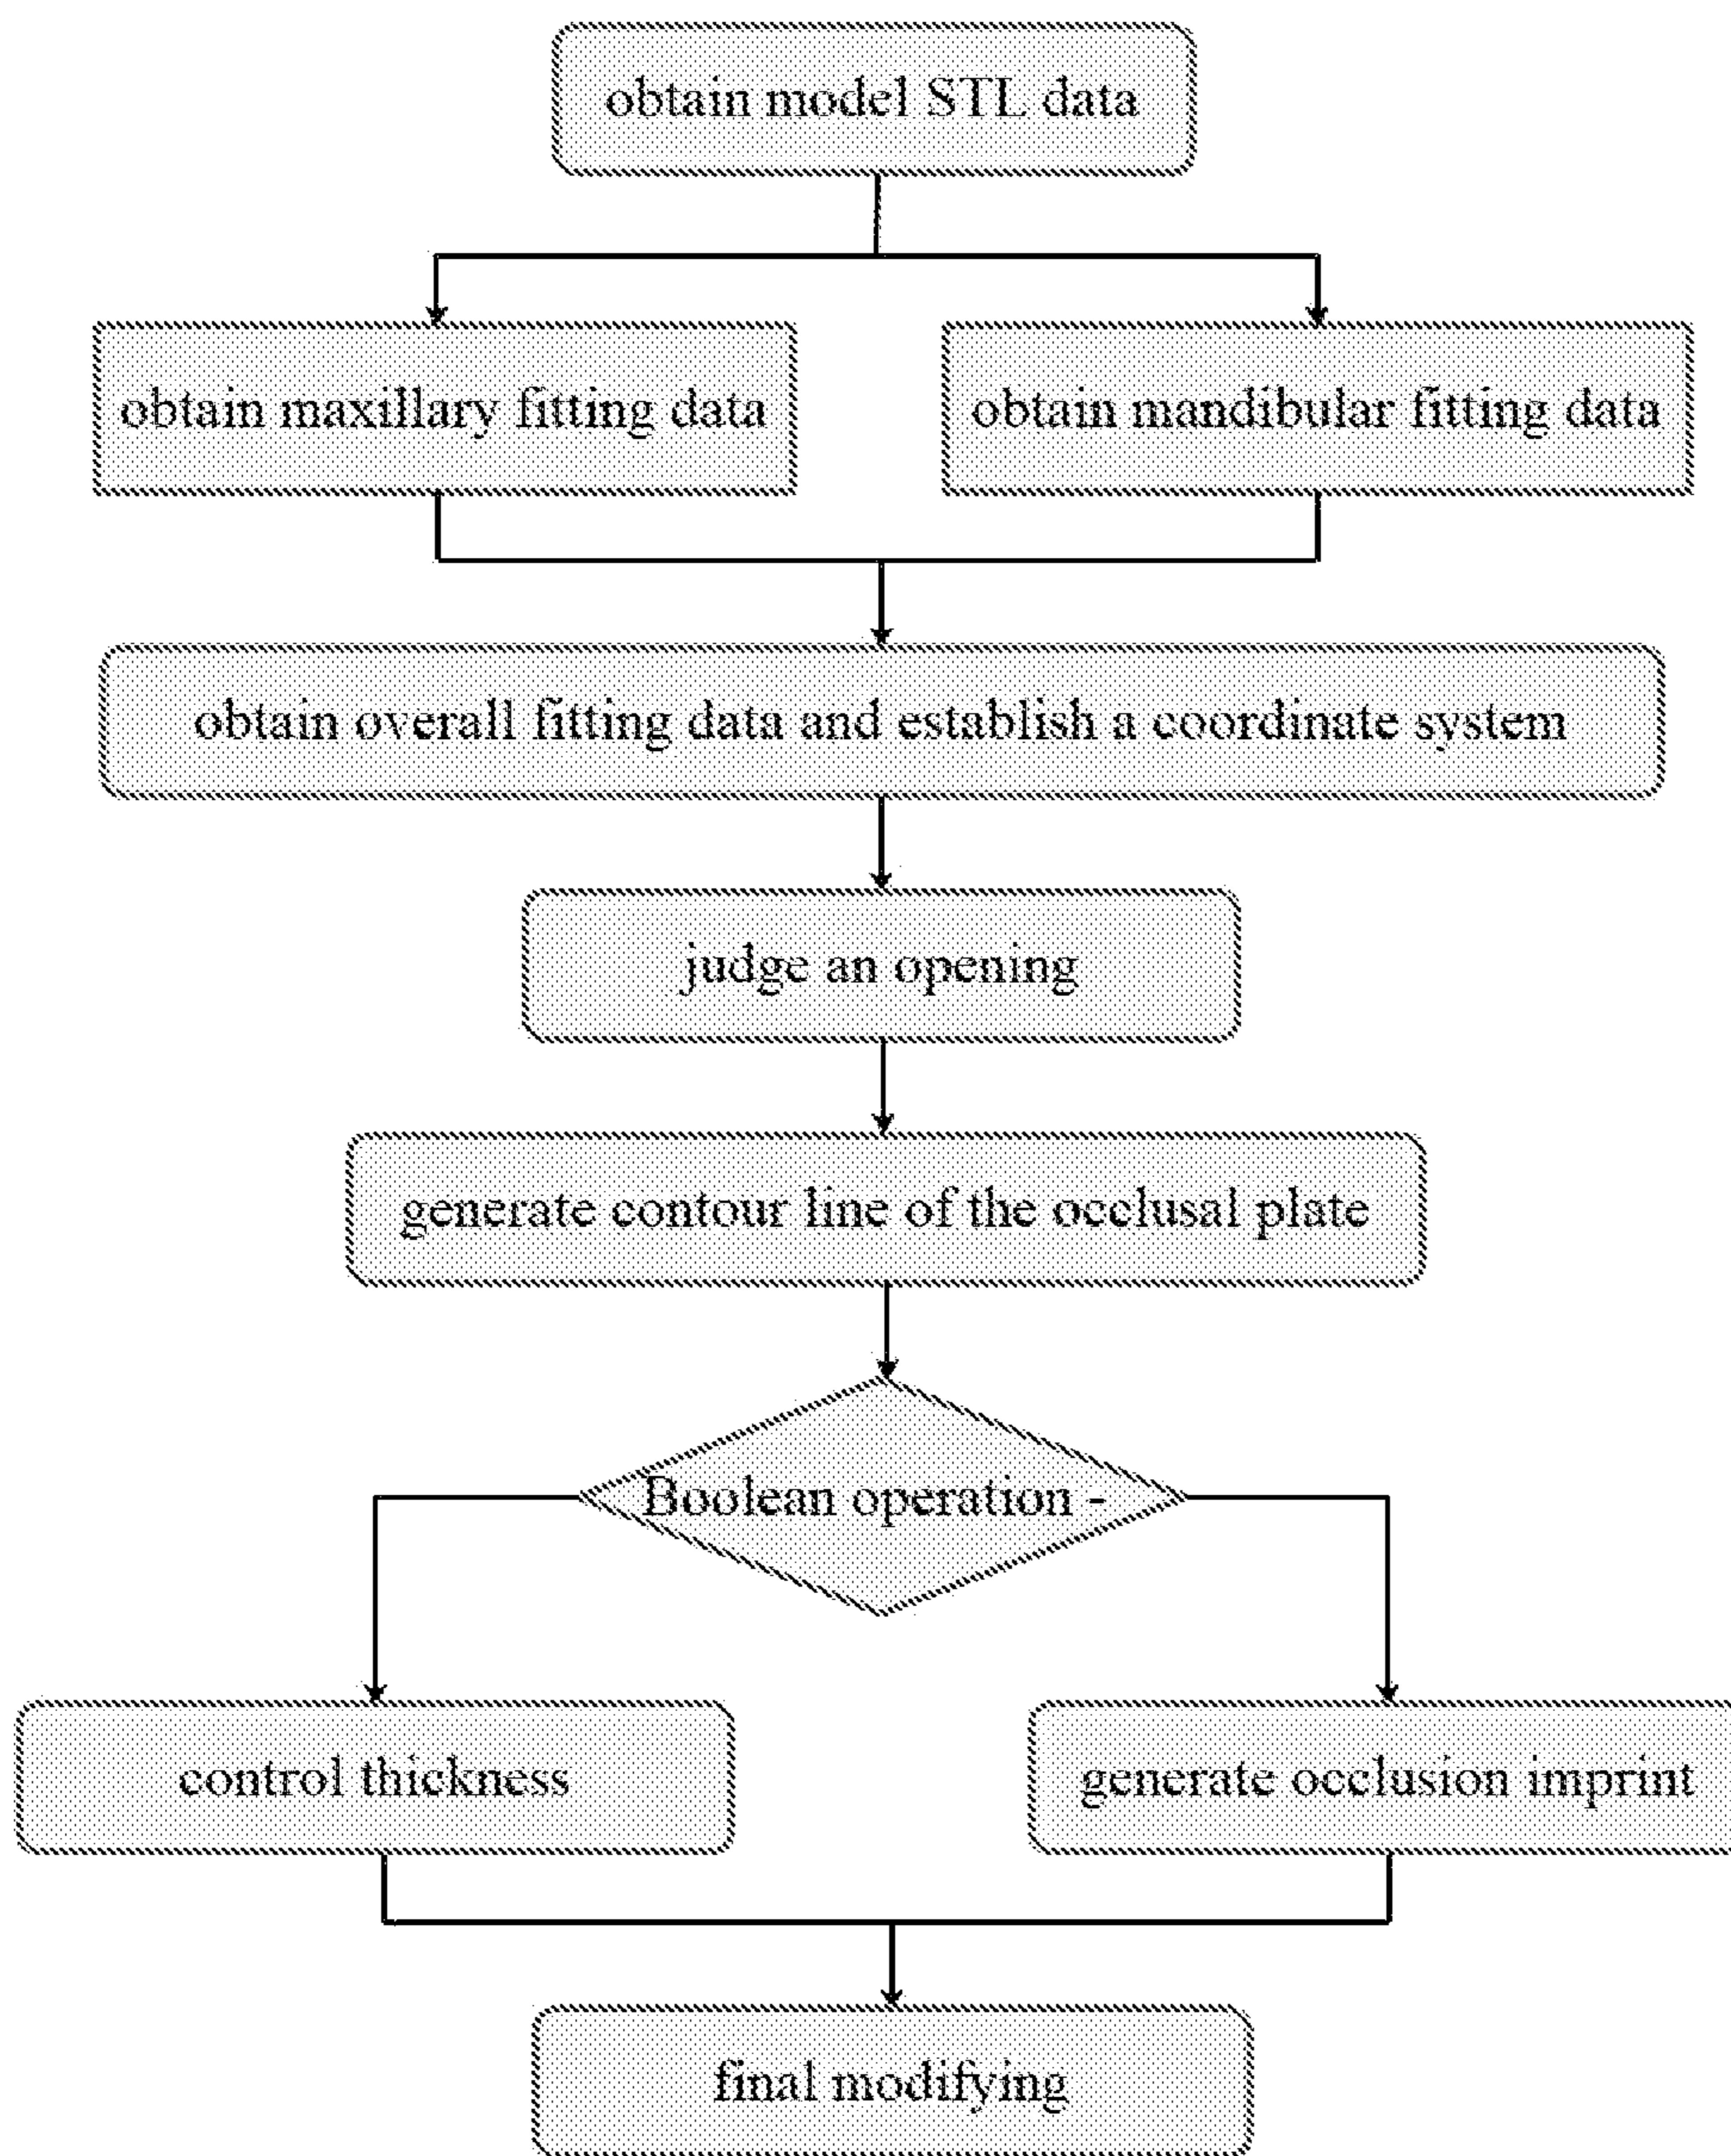 obtain model STL data
obtain maxillary fitting data
obtain mandibular fitting data
obtain overall fitting data and establish a coordinate system
judge an opening
generate contour line of the occlusal plate
Boolean operation -
control thickness
generate occlusion imprint
final modifying